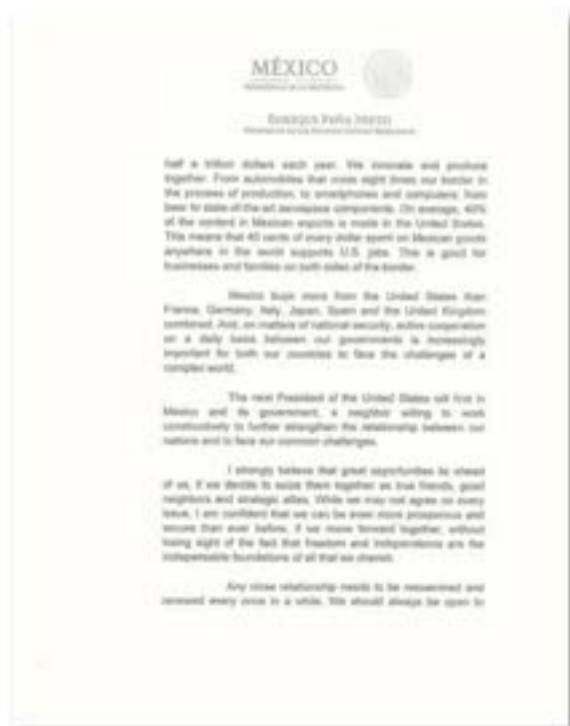 MÉXICO
PRESIDENCIA DE LA REPÚBLICA
ENRIQUE PEÑA NIETO
half a trillion dollars each year. We innovate and produce
together. From automobiles that cross eight times our border in
the process of production, to smartphones and computers; from
beer to state-of-the-art aerospace components. On average, 40%
of the content in Mexican exports is made in the United States.
This means that 40 cents of every dollar spent on Mexican goods
anywhere in the world supports U.S. jobs. This is good for
businesses and families on both sides of the border.
Mexico buys more from the United States than
France, Germany, Italy, Japan, Spain and the United Kingdom
combined. And, on matters of national security, active cooperation
on a daily basis between our governments is increasingly
important for both our countries to face the challenges of a
complex world.
The next President of the United States will find in
Mexico and its government, a neighbor willing to work
constructively to further strengthen the relationship between our
nations and to face our common challenges.
I strongly believe that great opportunities lie ahead
of us, if we decide to seize them together as true friends, good
neighbors and strategic allies. While we may not agree on every
issue, I am confident that we can be even more prosperous and
secure than ever before, if we move forward together, without
losing sight of the fact that freedom and independence are the
indispensable foundations of all that we cherish.
Any close relationship needs to be reexamined and
renewed every once in a while. We should always be open to